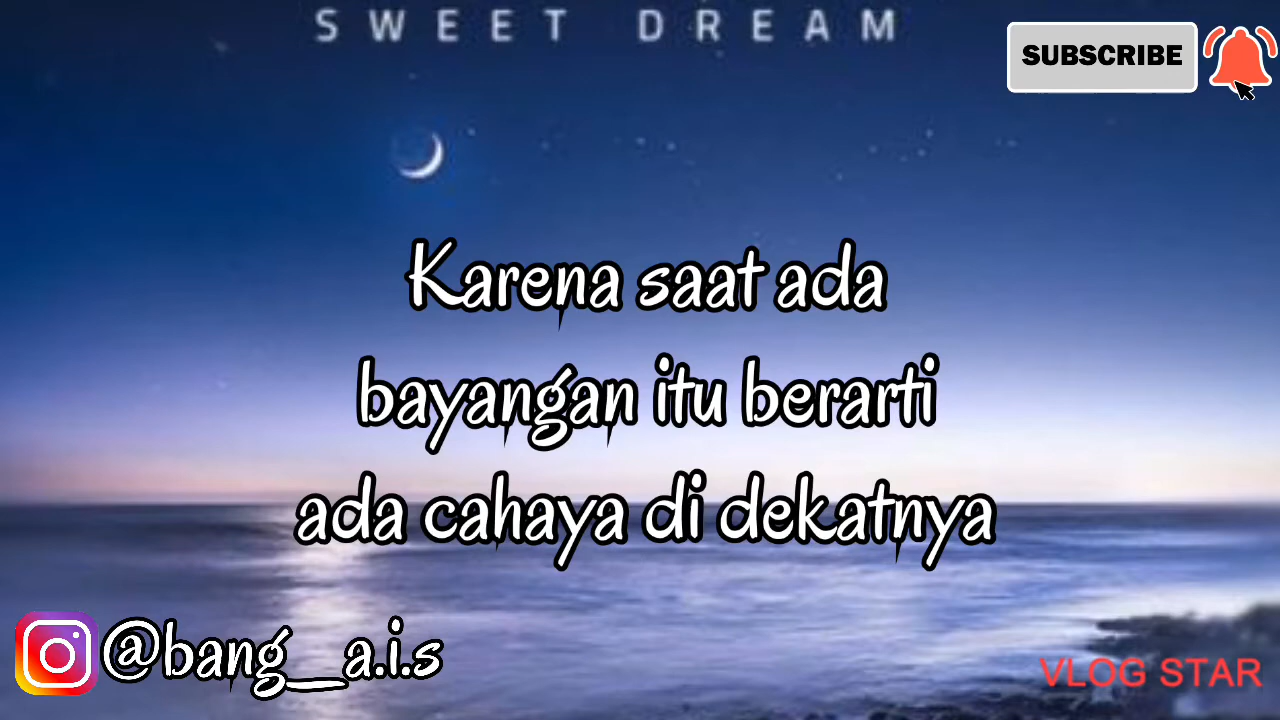 SWEET DREAM
SUBSCRIBE
Karena saat ada
bayangan itu berarti
ada cahaya di dekatnya
@bang__a.i.s
VLOG STAR